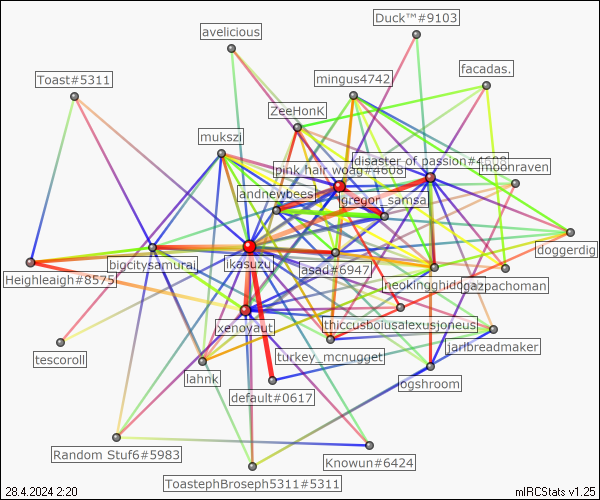 Duck™#9103
avelicious
facadas.
Toast#5311
mingus4742
ZeeHonK
mukszi
disaster of passion#4608
moonraven
pink hair woag#4608
andnewbees
gregor_samsa
doggerdig
ikasuzu
bigcitysamurai
asad#6947
Heighleaigh#8575
heokingghidd
gazpachoman
xenoyaut
thiccusboiusalexusjoneus
jarlbreadmaker
turkey_mcnugget
tescoroll
lahnk
ogshroom
default#0617
Random Stuf6#5983
Knowun#6424
ToastephBroseph5311#5311
28.4.2024 2:20
mIRCStats v1.25